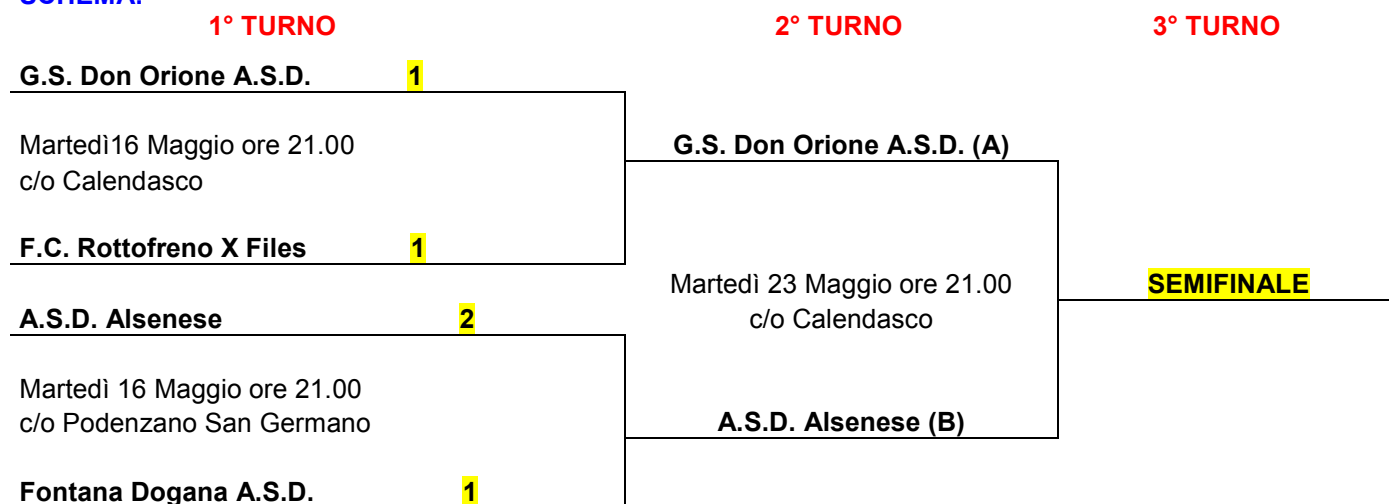 SCHEMA:
1° TURNO 2° TURNO 3° TURNO
G.S. Don Orione A.S.D. 1
Martedì16 Maggio ore 21.00
c/o Calendasco
G.S. Don Orione A.S.D. (A)
F.C. Rottofreno X Files 1
Martedì 23 Maggio ore 21.00
c/o Calendasco
SEMIFINALE
A.S.D. Alsenese 2
Martedì 16 Maggio ore 21.00
c/o Podenzano San Germano
A.S.D. Alsenese (B)
Fontana Dogana A.S.D. 1